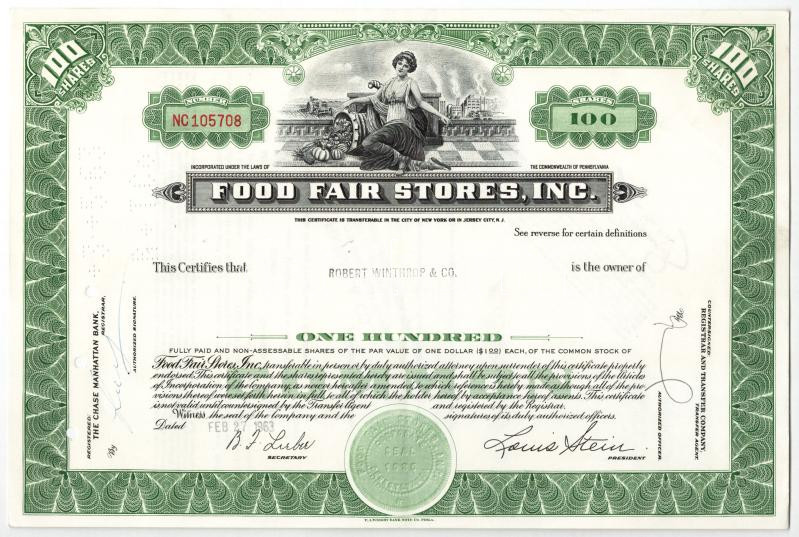 100
SHARES
100
SHARES
NUMBER
NC105708
SHARES
100
INCORPORATED UNDER THE LAWS OF
THE COMMONWEALTH OF PENNSYLVANIA
FOOD FAIR STORES, INC.
THIS CERTIFICATE IS TRANSFERABLE IN THE CITY OF NEW YORK OR IN JERSEY CITY, N.J.
See reverse for certain definitions
This Certifies that
ROBERT WINTHROP & CO.
is the owner of
ONE HUNDRED
FULLY PAID AND NON-ASSESSABLE SHARES OF THE PAR VALUE OF ONE DOLLAR ($1.00) EACH, OF THE COMMON STOCK OF
Food Fair Stores, Inc., transferable in person or by duly authorized attorney upon surrender of this certificate properly
endorsed. This certificate and the shares represented hereby are issued and shall be subject to all the provisions of the Articles
of Incorporation of the Company, as now or hereafter amended, (to which reference is hereby made as though all of the pro-
visions thereof were set forth herein in full), to all of which the holder hereof by acceptance hereof assents. This certificate
is not valid until countersigned by the Transfer Agent and registered by the Registrar.
Witness the seal of the Company and the signatures of its duly authorized officers.
Dated FEB 27 1963
SECRETARY
Louis Stein
PRESIDENT
SEAL
REGISTERED:
THE CHASE MANHATTAN BANK,
REGISTRAR,
By
AUTHORIZED SIGNATURE.
COUNTERSIGNED:
REGISTRAR AND TRANSFER COMPANY,
TRANSFER AGENT.
AUTHORIZED OFFICER.